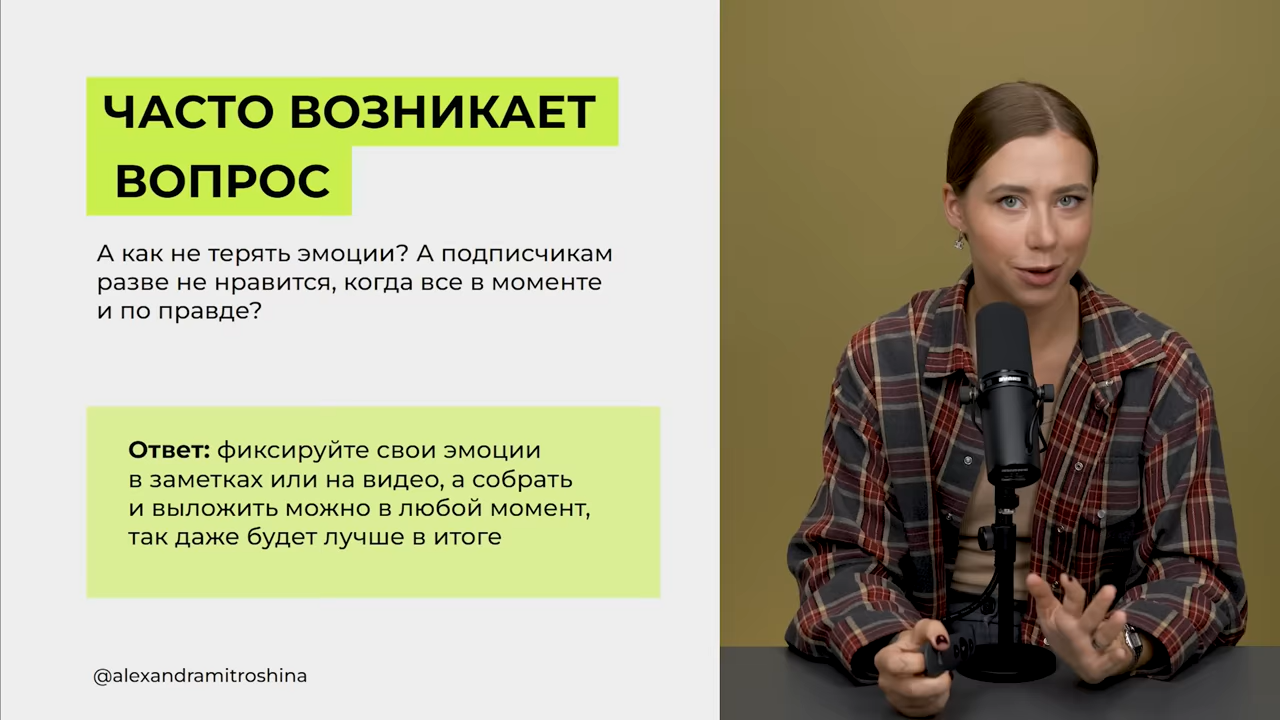 ЧАСТО ВОЗНИКАЕТ
ВОПРОС
А как не терять эмоции? А подписчикам
разве не нравится, когда все в моменте
и по правде?
Ответ: фиксируйте свои эмоции
в заметках или на видео, а собрать
и выложить можно в любой момент,
так даже будет лучше в итоге
@alexandramitroshina